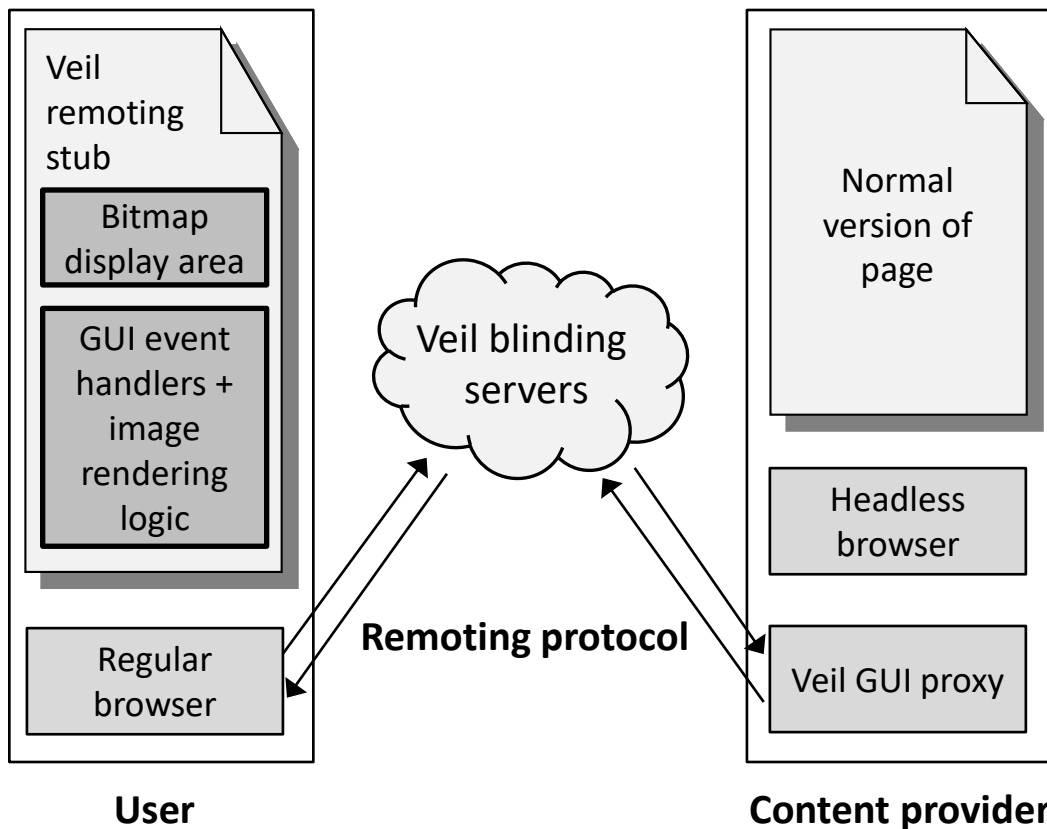 Veil
remoting
stub
Bitmap
display area
GUI event
handlers +
image
rendering
logic
Regular
browser
User
Veil blinding
servers
Remoting protocol
Normal
version of
page
Headless
browser
Veil GUI proxy
Content provider